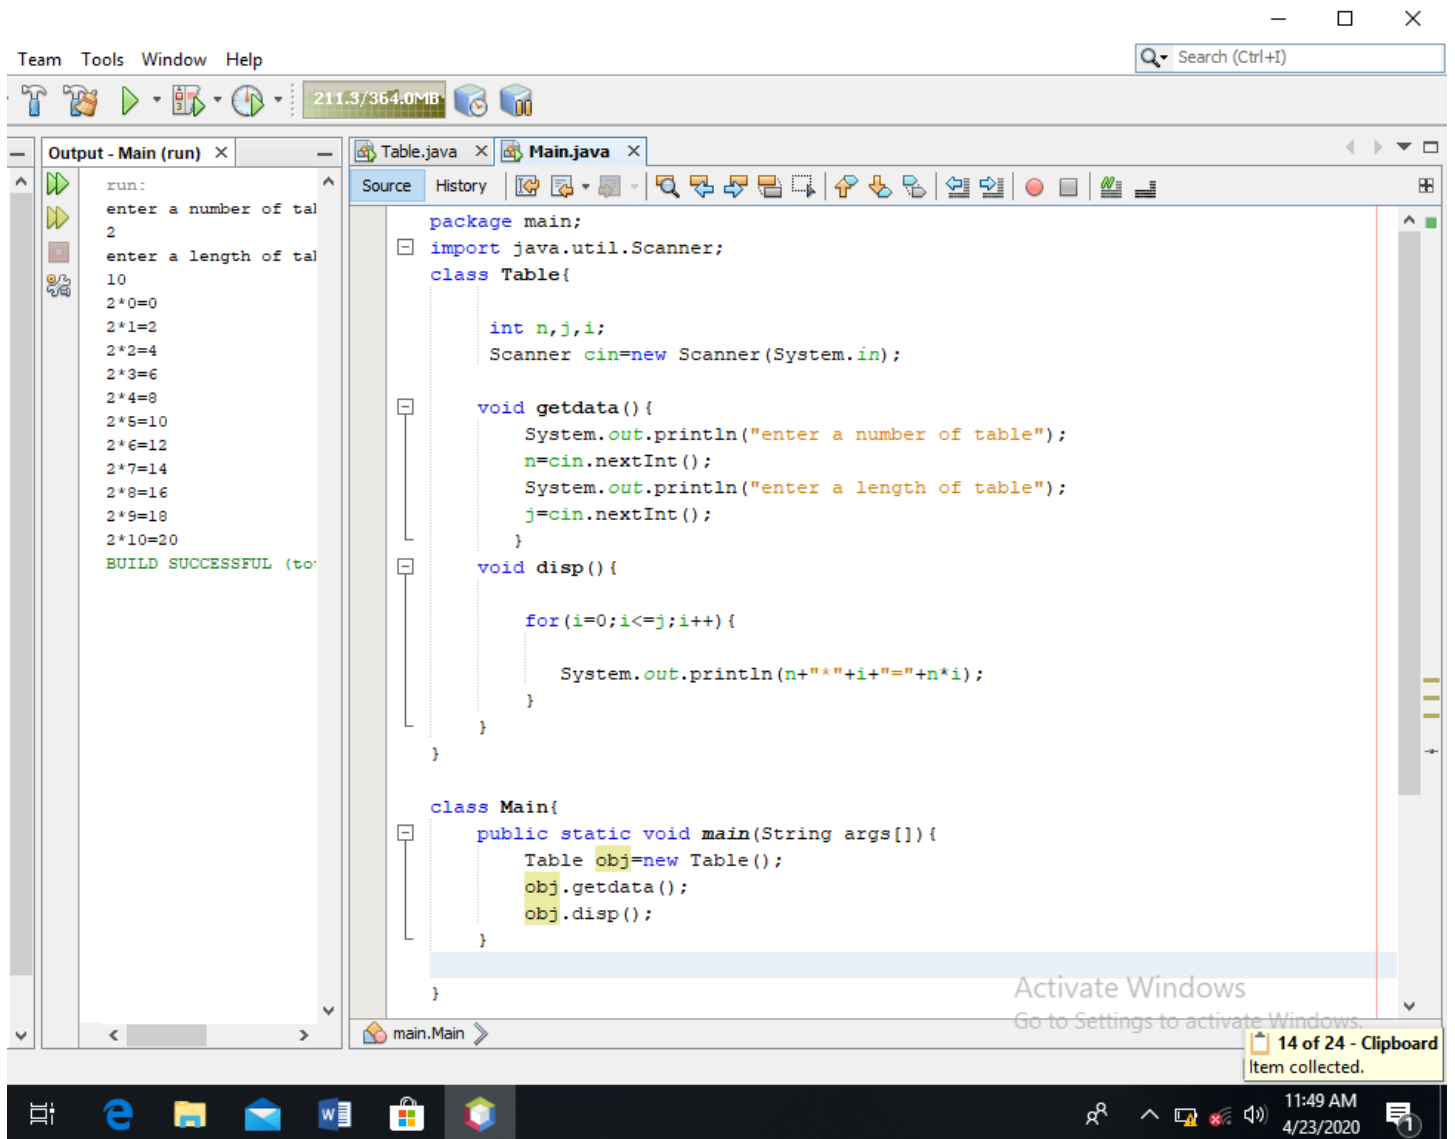 Team Tools Window Help
Search (Ctrl+I)
211.3/364.0MB
Output - Main (run)
Table.java Main.java
Source History
run:
enter a number of tal
2
enter a length of tal
10
2*0=0
2*1=2
2*2=4
2*3=6
2*4=8
2*5=10
2*6=12
2*7=14
2*8=16
2*9=18
2*10=20
BUILD SUCCESSFUL (to
package main;
import java.util.Scanner;
class Table{
int n,j,i;
Scanner cin=new Scanner(System.in);
void getdata(){
System.out.println("enter a number of table");
n=cin.nextInt();
System.out.println("enter a length of table");
j=cin.nextInt();
}
void disp(){
for(i=0;i<=j;i++){
System.out.println(n+"*"+i+"="+n*i);
}
}
}
class Main{
public static void main(String args[]){
Table obj=new Table();
obj.getdata();
obj.disp();
}
}
main.Main
Activate Windows
Go to Settings to activate Windows.
14 of 24 - Clipboard
Item collected.
11:49 AM
4/23/2020
1